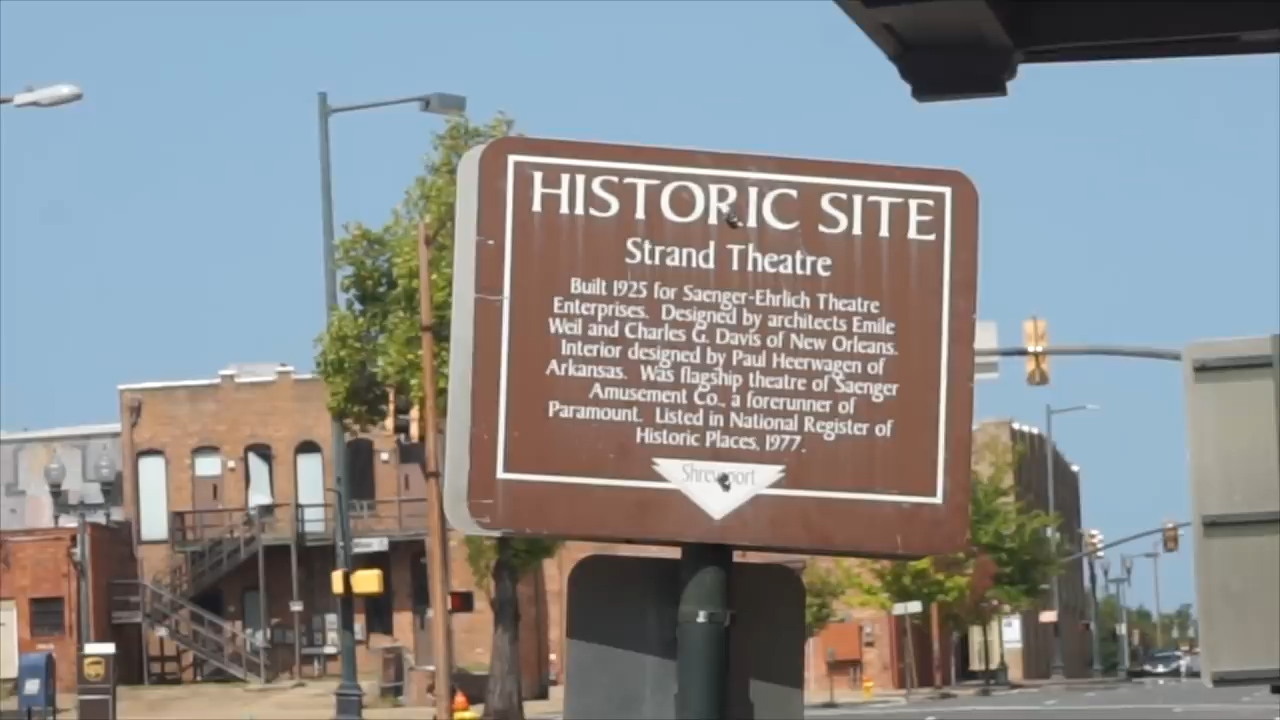 HISTORIC SITE
Strand Theatre
Built 1925 for Saenger-Ehrlich Theatre
Enterprises. Designed by architects Emile
Weil and Charles G. Davis of New Orleans.
Interior designed by Paul Heerwagen of
Arkansas. Was flagship theatre of Saenger
Amusement Co., a forerunner of
Paramount. Listed in National Register of
Historic Places, 1977.
Shreveport